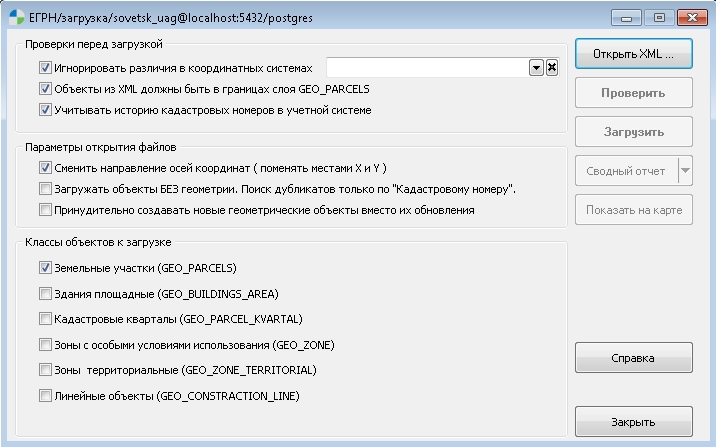 ЕГРН/загрузка/sovetsk_uag@localhost:5432/postgres
Проверки перед загрузкой
Игнорировать различия в координатных системах
Объекты из XML должны быть в границах слоя GEO_PARCELS
Учитывать историю кадастровых номеров в учетной системе
Параметры открытия файлов
Сменить направление осей координат ( поменять местами X и Y )
Загружать объекты БЕЗ геометрии. Поиск дубликатов только по "Кадастровому номеру".
Принудительно создавать новые геометрические объекты вместо их обновления
Классы объектов к загрузке
Земельные участки (GEO_PARCELS)
Здания площадные (GEO_BUILDINGS_AREA)
Кадастровые кварталы (GEO_PARCEL_KVARTAL)
Зоны с особыми условиями использования (GEO_ZONE)
Зоны территориальные (GEO_ZONE_TERRITORIAL)
Линейные объекты (GEO_CONSTRACTION_LINE)
Открыть XML ...
Проверить
Загрузить
Сводный отчет
Показать на карте
Справка
Закрыть